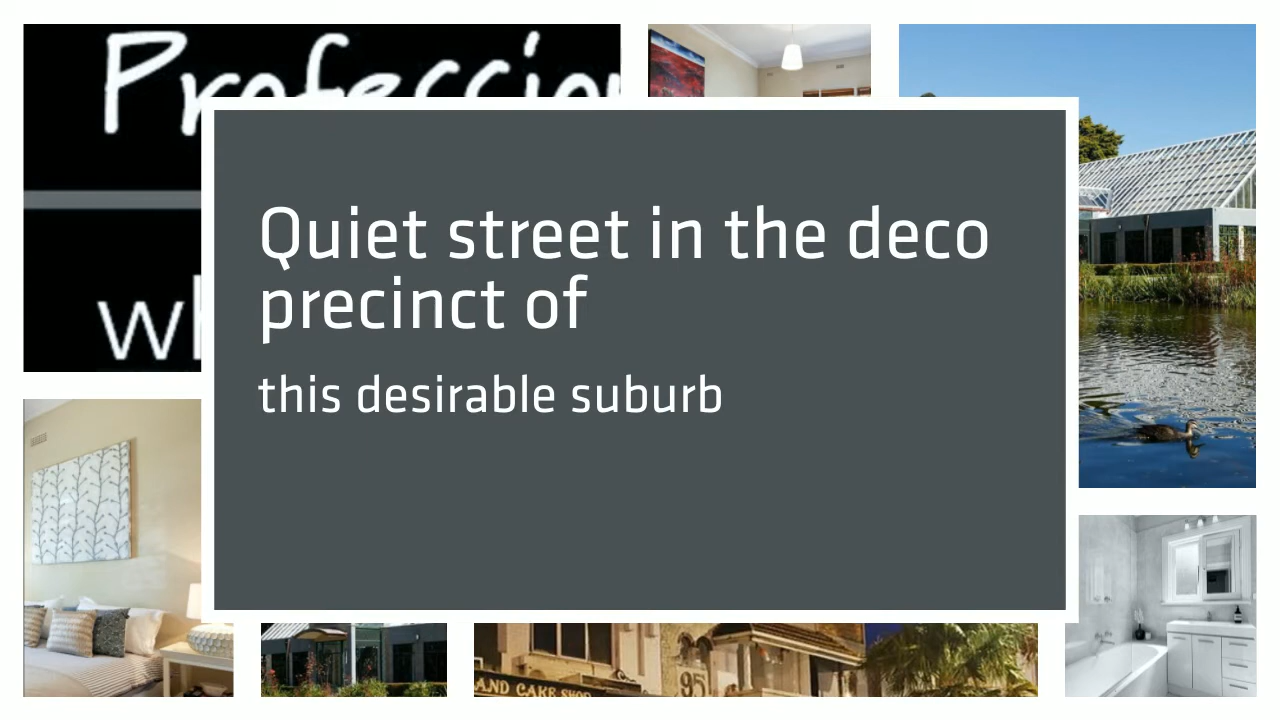 Quiet street in the deco
precinct of
this desirable suburb
AND CAKE SHOP
95